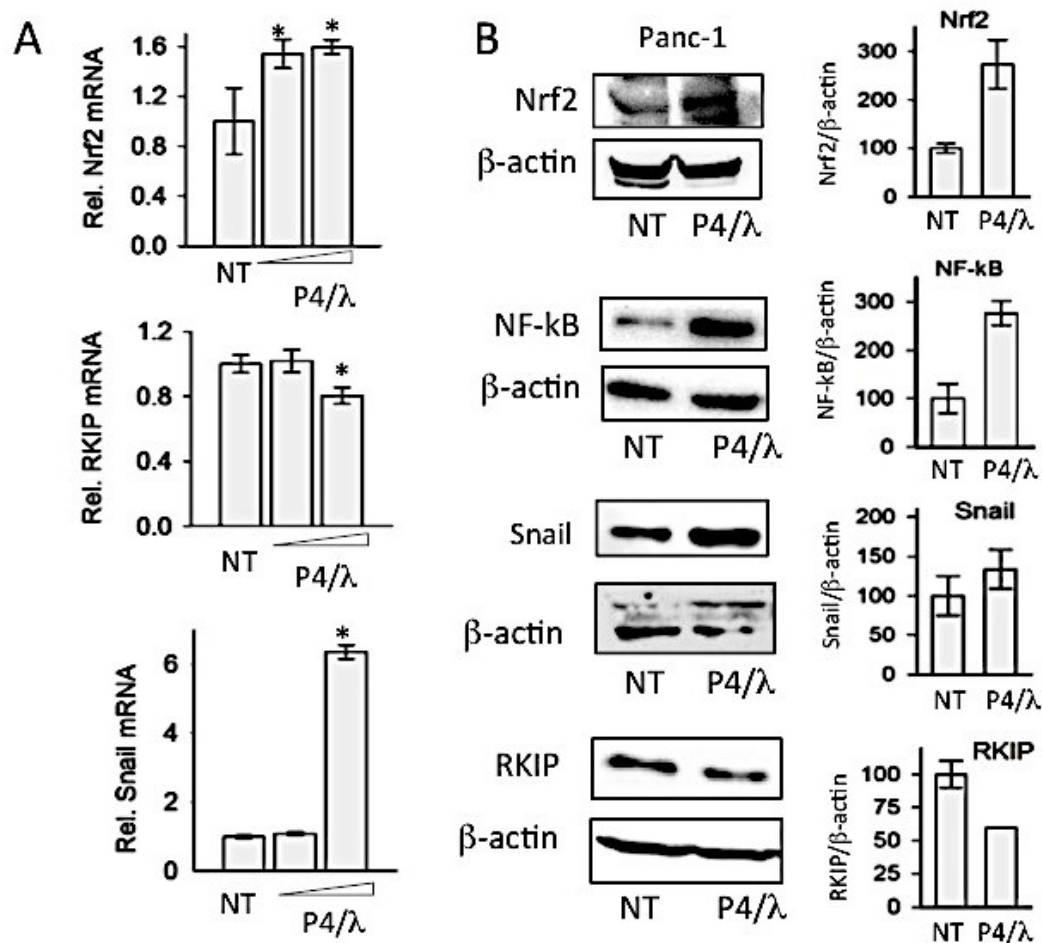 A
Rel. Nrf2 mRNA
1.6
1.2
0.8
0.4
0.0
*
*
NT
P4/λ
Rel. RKIP mRNA
1.2
0.8
0.4
0.0
*
NT
P4/λ
Rel. Snail mRNA
6
4
2
0
*
NT
P4/λ
B
Panc-1
Nrf2
β-actin
NT P4/λ
Nrf2
Nrf2/β-actin
300
200
100
0
NT P4/λ
NF-kB
β-actin
NT P4/λ
NF-kB
NF-kB/β-actin
300
200
100
0
NT P4/λ
Snail
β-actin
NT P4/λ
Snail
Snail/β-actin
200
150
100
50
0
NT P4/λ
RKIP
β-actin
NT P4/λ
RKIP
RKIP/β-actin
100
75
50
25
0
NT P4/λ